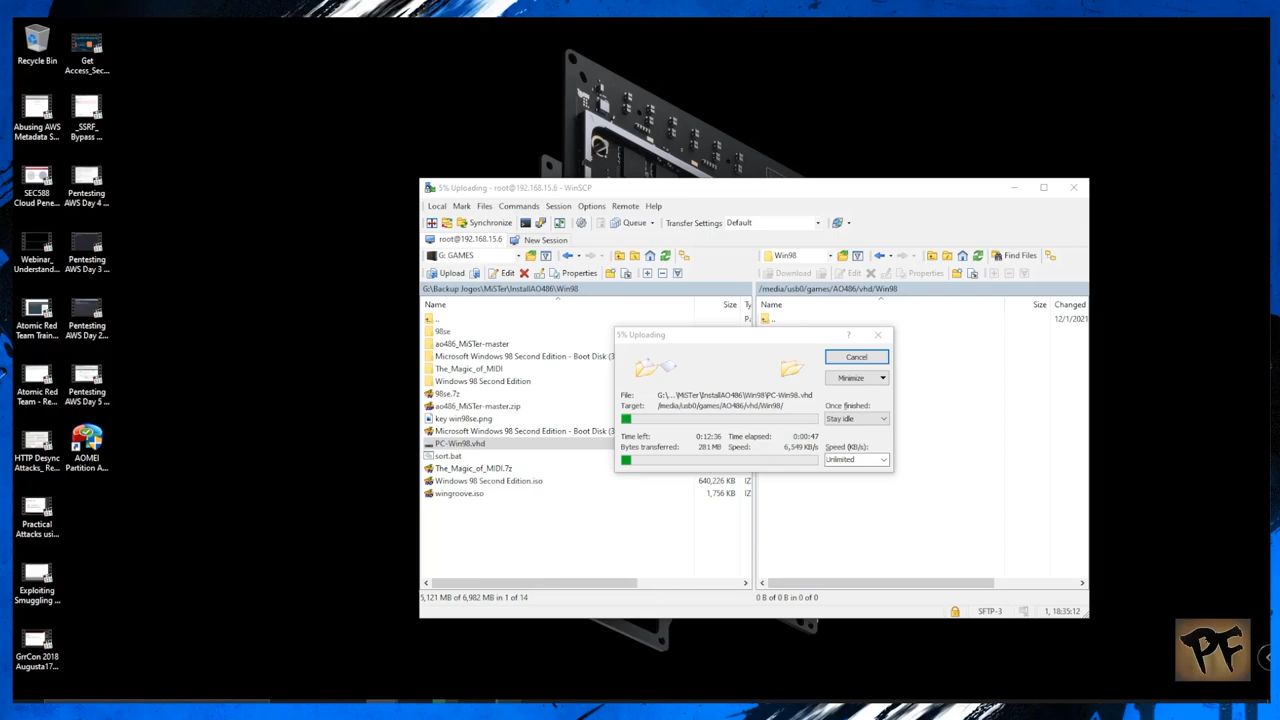 Recycle Bin
Get
Access_Sec...
Abusing AWS
Metadata S...
_SSRF_
Bypass ...
SEC588
Cloud Pene...
Pentesting
AWS Day 4 ...
Webinar_
Understand...
Pentesting
AWS Day 3 ...
Atomic Red
Team Train...
Pentesting
AWS Day 2...
Atomic Red
Team - Re...
Pentesting
AWS Day 5 ...
HTTP Desync
Attacks_ Re...
AOMEI
Partition A...
Practical
Attacks usi...
Exploiting
Smuggling ...
GrrCon 2018
Augusta17...
5% Uploading - root@192.168.15.6 - WinSCP
Local Mark Files Commands Session Options Remote Help
Synchronize Queue Transfer Settings Default
root@192.168.15.6 New Session
G: GAMES
Win98 Find Files
Upload Edit Properties
Download Edit Properties
G:\Backup Jogos\MiSTer\InstallAO486\Win98
/media/usb0/games/AO486/vhd/Win98
Name Size Ty
Name Size Changed
..
.. 12/1/2021
98se
ao486_MiSTer-master
Microsoft Windows 98 Second Edition - Boot Disk (3
The_Magic_of_MIDI
Windows 98 Second Edition
98se.7z
ao486_MiSTer-master.zip
key win98se.png
Microsoft Windows 98 Second Edition - Boot Disk (3
PC-Win98.vhd
sort.bat
The_Magic_of_MIDI.7z
Windows 98 Second Edition.iso 640,226 KB IZ
wingroove.iso 1,756 KB IZ
5% Uploading ?
Cancel
Minimize
File: G:\...\MiSTer\InstallAO486\Win98\PC-Win98.vhd
Target: /media/usb0/games/AO486/vhd/Win98/
Once finished:
Stay idle
Time left: 0:12:36 Time elapsed: 0:00:47
Bytes transferred: 281 MB Speed: 6,549 KB/s
Speed (KB/s):
Unlimited
5,121 MB of 6,982 MB in 1 of 14
0 B of 0 B in 0 of 0
SFTP-3 1, 18:35:12
PF